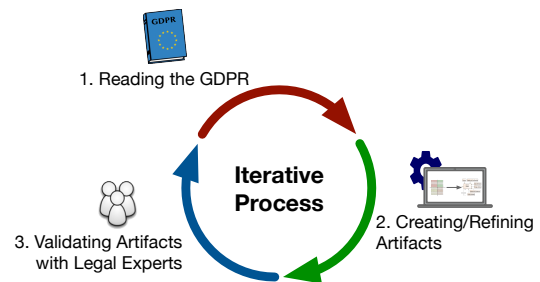 GDPR
1. Reading the GDPR
Iterative
Process
2. Creating/Refining
Artifacts
3. Validating Artifacts
with Legal Experts